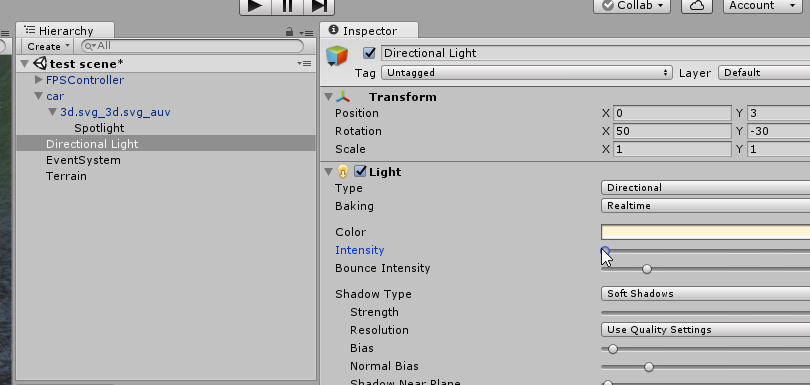 Collab
Account
Hierarchy
Inspector
Create
All
Directional Light
test scene*
Tag Untagged Layer Default
FPSController
car
Transform
3d.svg_3d.svg_auv
Position X 0 Y 3
Spotlight
Rotation X 50 Y -30
Directional Light
Scale X 1 Y 1
EventSystem
Terrain
Light
Type Directional
Baking Realtime
Color
Intensity
Bounce Intensity
Shadow Type Soft Shadows
Strength
Resolution Use Quality Settings
Bias
Normal Bias
Shadow Near Plane